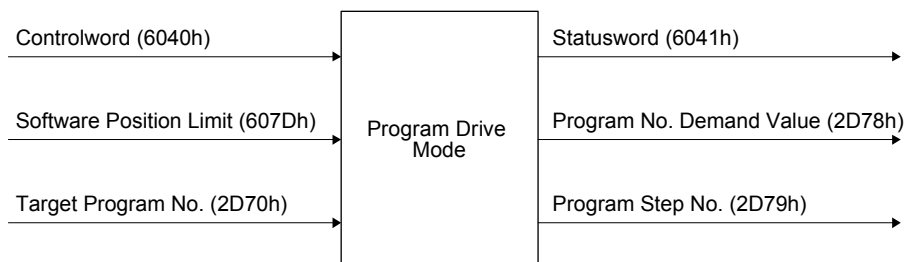 Controlword (6040h)
Statusword (6041h)
Software Position Limit (607Dh)
Program Drive
Mode
Program No. Demand Value (2D78h)
Target Program No. (2D70h)
Program Step No. (2D79h)